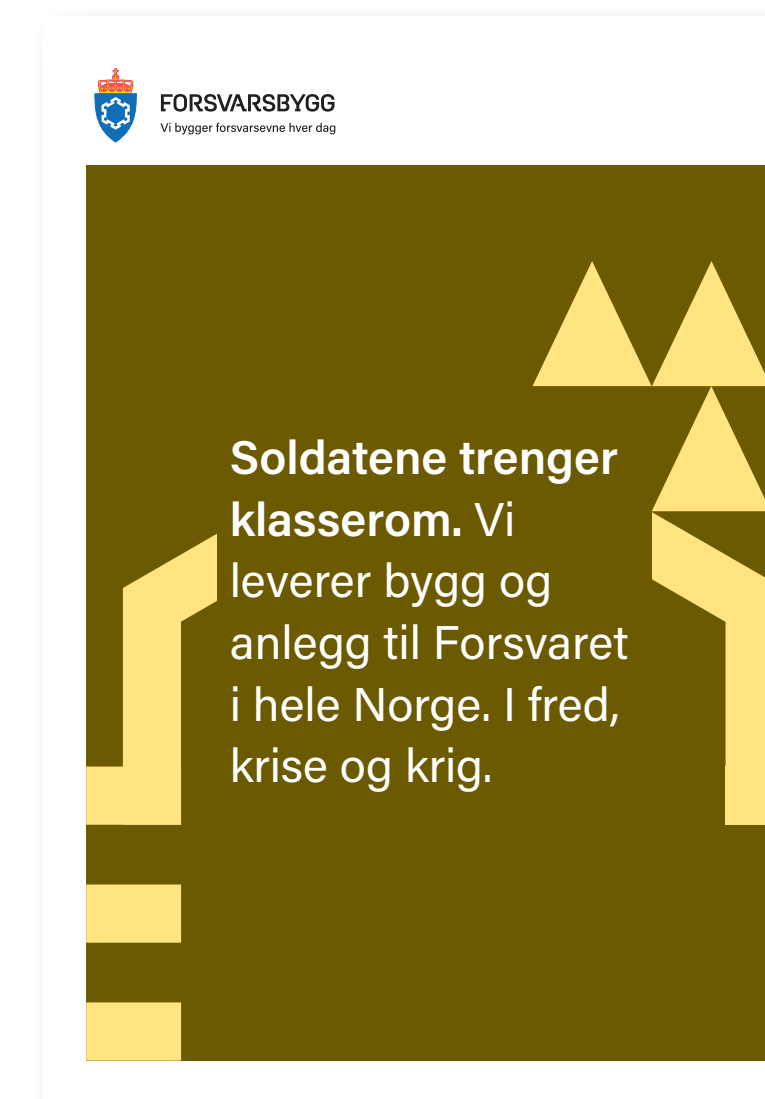 FORSVARSBYGG
Vi bygger forsvarsevne hver dag
Soldatene trenger
klasserom. Vi
leverer bygg og
anlegg til Forsvaret
i hele Norge. I fred,
krise og krig.